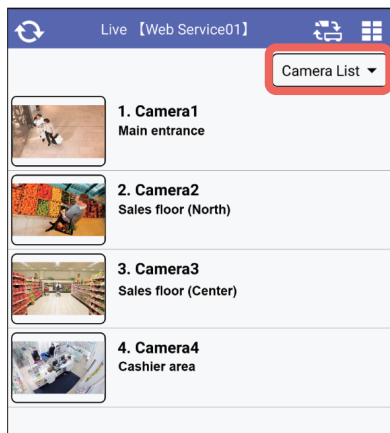 Live 【Web Service01】
Camera List
1. Camera1
Main entrance
2. Camera2
Sales floor (North)
3. Camera3
Sales floor (Center)
4. Camera4
Cashier area